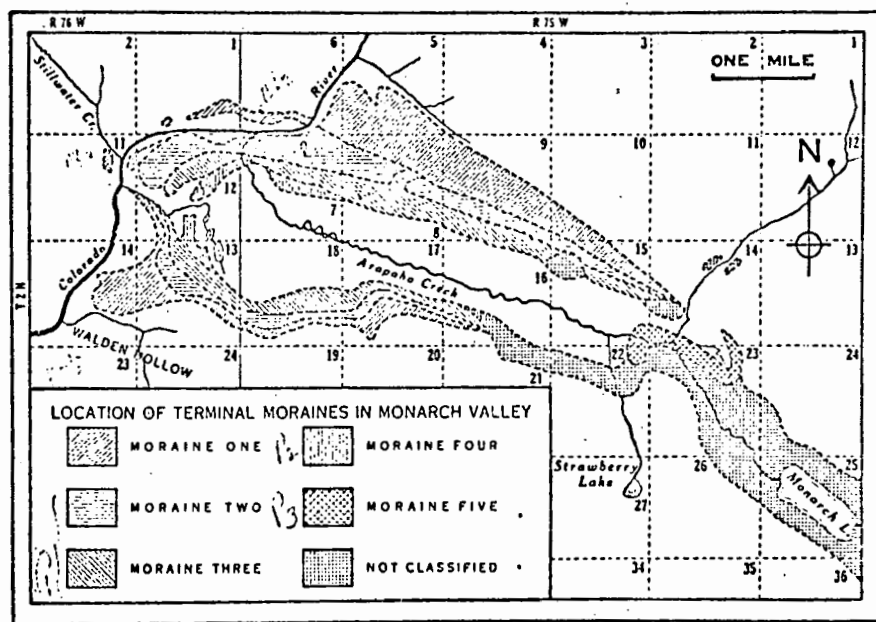 R 76 W R 75 W
2 1 6 5 4 3 2 1
ONE MILE
Stillwater Cr.
River
11 12 7 8 9 10 11 12
N
14 13 18 17 16 15 14 13
Colorado
Arapaho Creek
T 2 N
WALDEN HOLLOW
23 24 19 20 21 22 23 24
LOCATION OF TERMINAL MORAINES IN MONARCH VALLEY
MORAINE ONE P2 MORAINE FOUR
MORAINE TWO P3 MORAINE FIVE
MORAINE THREE NOT CLASSIFIED
Strawberry
Lake
27 26 25
Monarch L.
34 35 36